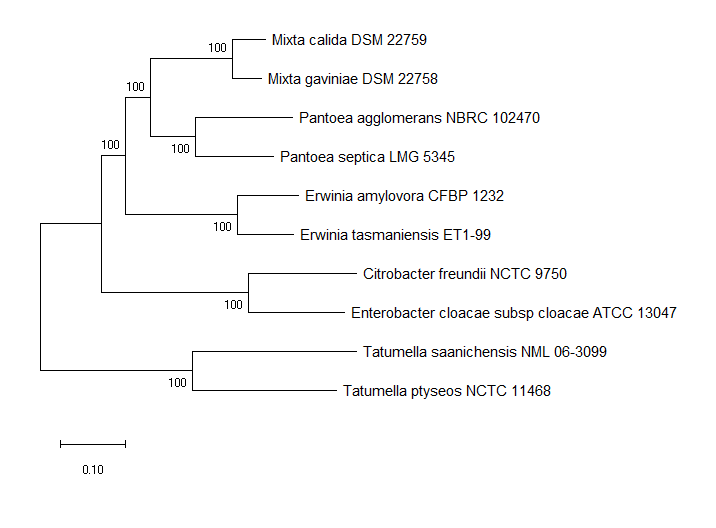 100
Mixta calida DSM 22759
100
Mixta gaviniae DSM 22758
Pantoea agglomerans NBRC 102470
100
100
Pantoea septica LMG 5345
Erwinia amylovora CFBP 1232
100
Erwinia tasmaniensis ET1-99
Citrobacter freundii NCTC 9750
100
Enterobacter cloacae subsp cloacae ATCC 13047
Tatumella saanichensis NML 06-3099
100
Tatumella ptyseos NCTC 11468
0.10